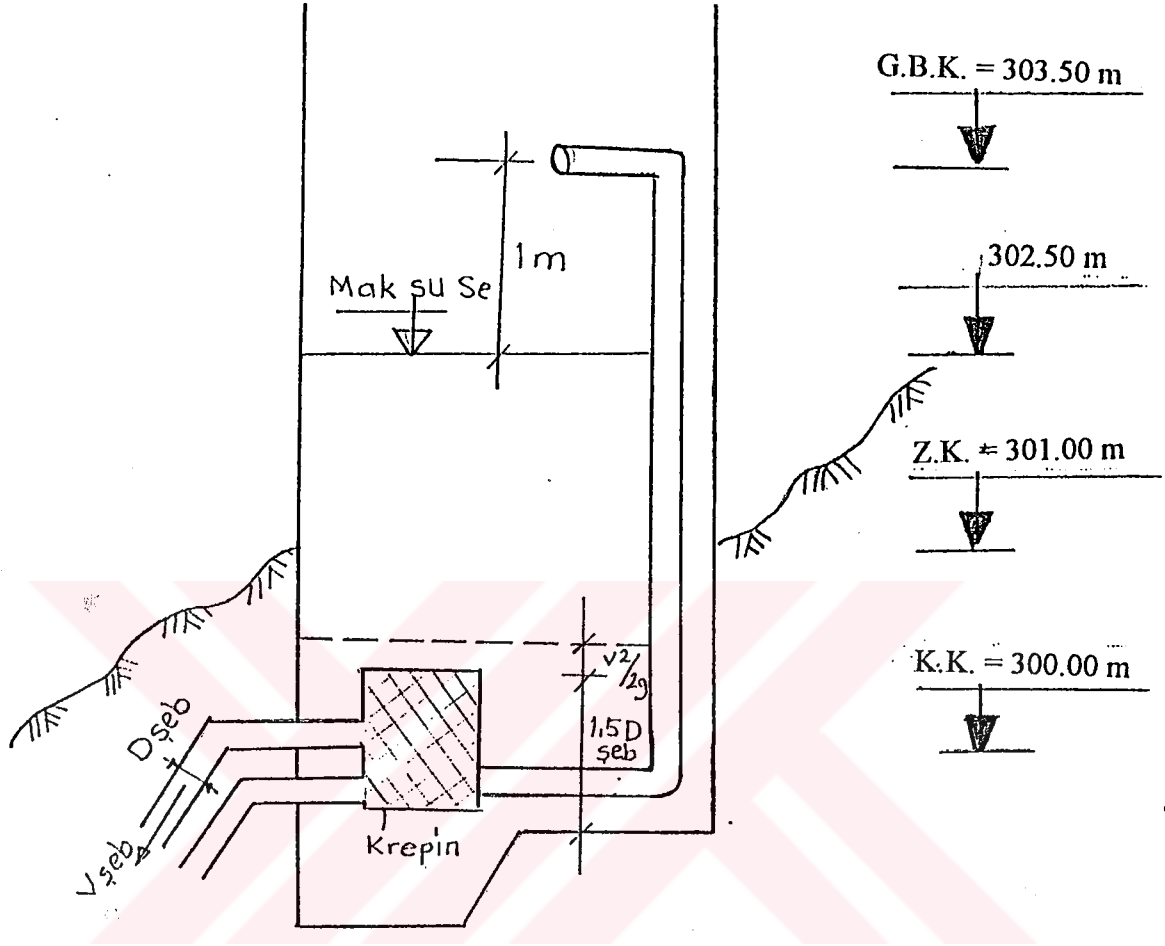 G.B.K. = 303.50 m
1m
302.50 m
Mak su Se
Z.K. = 301.00 m
v2/2g
K.K. = 300.00 m
Dşeb
1,5 D
şeb
Krepin
Vşeb